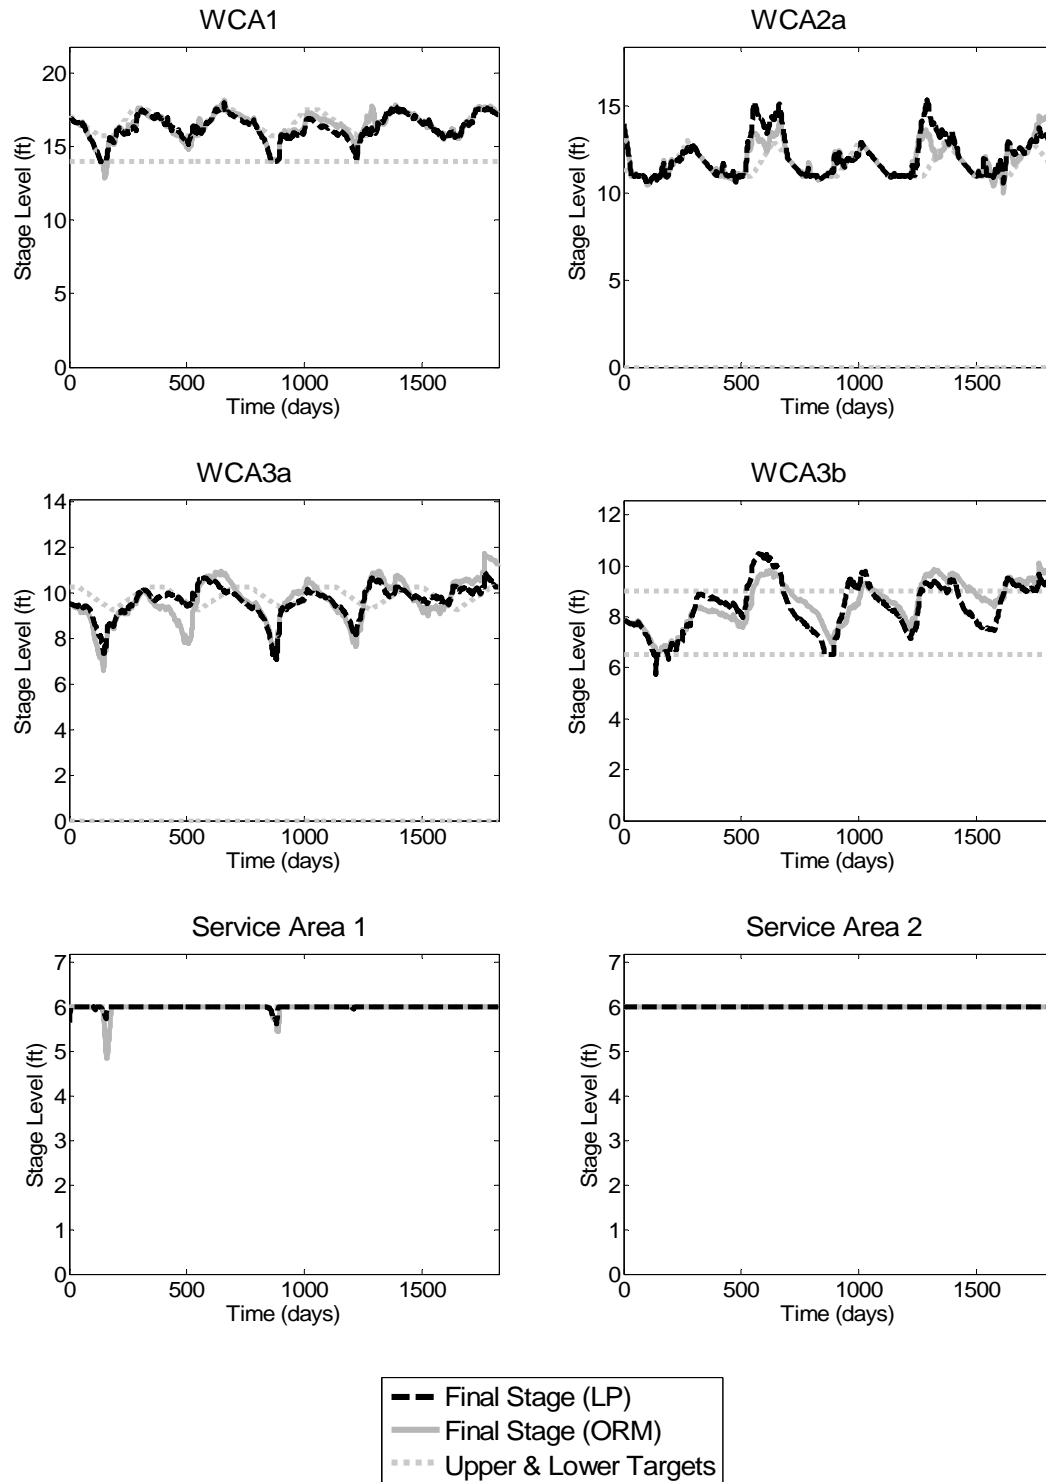 WCA1
WCA2a
20
15
10
5
0
Stage Level (ft)
0 500 1000 1500
Time (days)
15
10
5
0
Stage Level (ft)
0 500 1000 1500
Time (days)
WCA3a
WCA3b
14
12
10
8
6
4
2
0
Stage Level (ft)
0 500 1000 1500
Time (days)
12
10
8
6
4
2
0
Stage Level (ft)
0 500 1000 1500
Time (days)
Service Area 1
Service Area 2
7
6
5
4
3
2
1
0
Stage Level (ft)
0 500 1000 1500
Time (days)
7
6
5
4
3
2
1
0
Stage Level (ft)
0 500 1000 1500
Time (days)
Final Stage (LP)
Final Stage (ORM)
Upper & Lower Targets